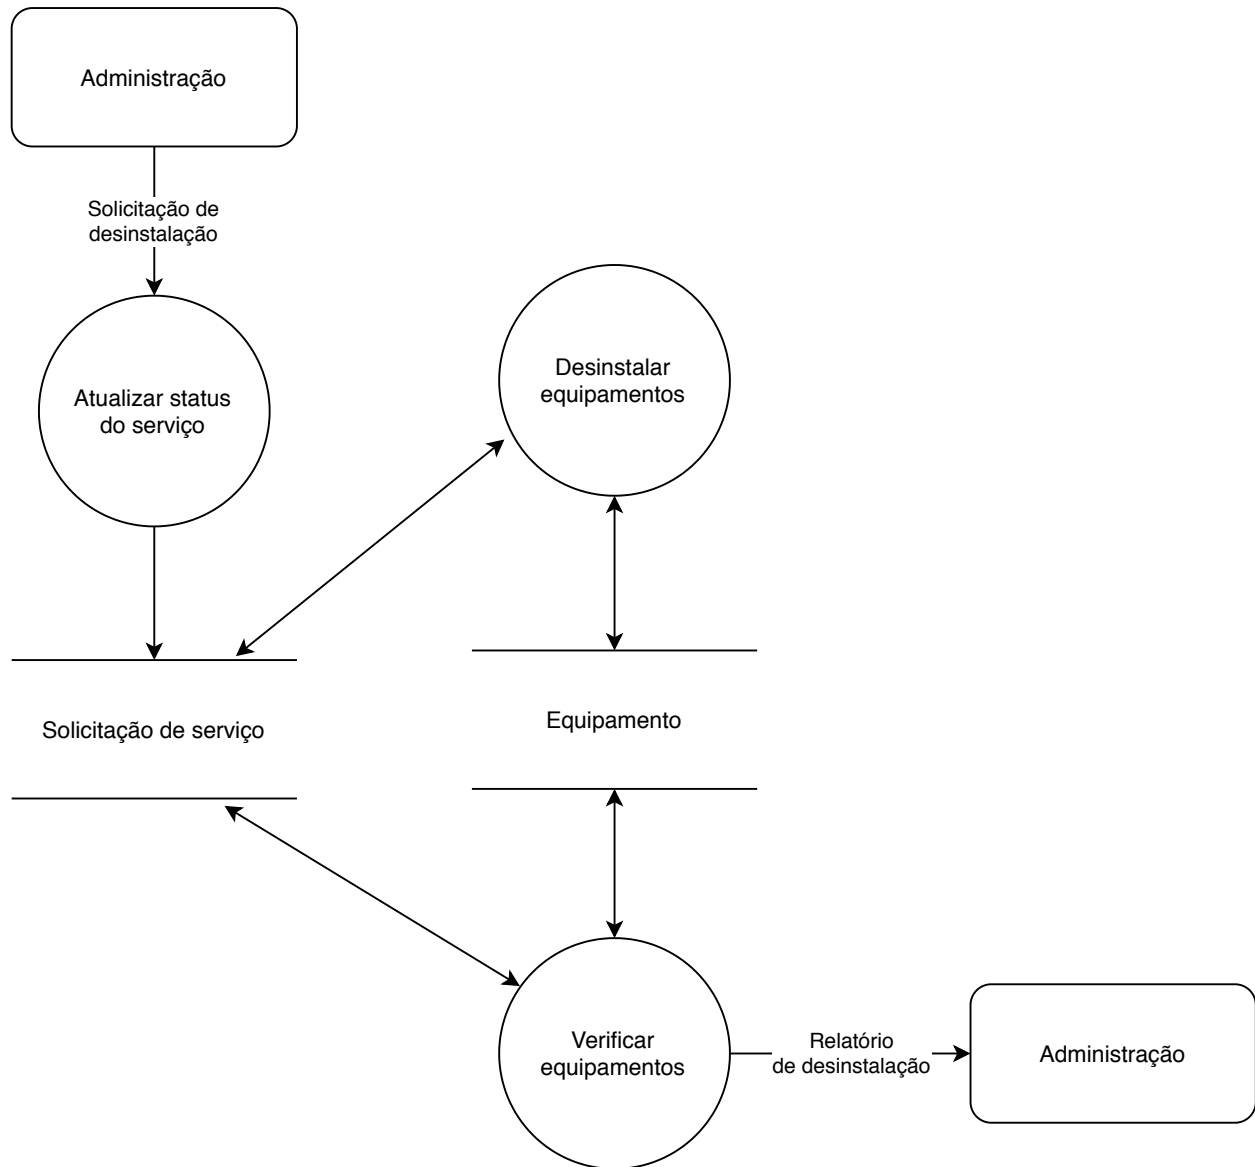 Administração
Solicitação de
desinstalação
Atualizar status
do serviço
Desinstalar
equipamentos
Solicitação de serviço
Equipamento
Verificar
equipamentos
Relatório
de desinstalação
Administração